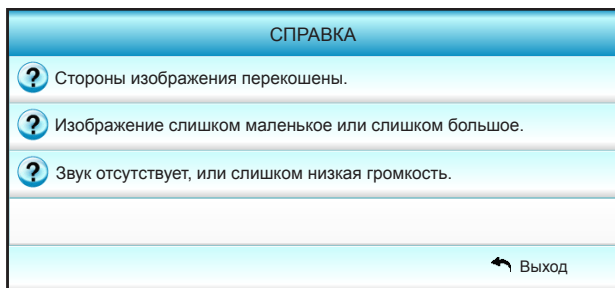 СПРАВКА
Стороны изображения перекошены.
Изображение слишком маленькое или слишком большое.
Звук отсутствует, или слишком низкая громкость.
Выход